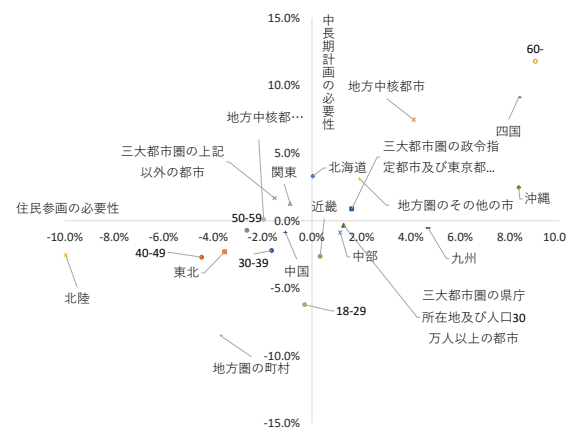 15.0%
中長期計画の必要性
60-
10.0%
地方中核都市
地方中核都…
四国
三大都市圏の政令指
定都市及び東京都…
5.0%
三大都市圏の上記
以外の都市
関東
北海道
沖縄
住民参画の必要性
50-59
近畿
地方圏のその他の市
0.0%
-10.0% -8.0% -6.0% -4.0% -2.0% 0.0% 2.0% 4.0% 6.0% 8.0% 10.0
40-49
東北
30-39
中国
中部
九州
北陸
-5.0%
18-29
三大都市圏の県庁
所在地及び人口30
万人以上の都市
-10.0%
地方圏の町村
-15.0%